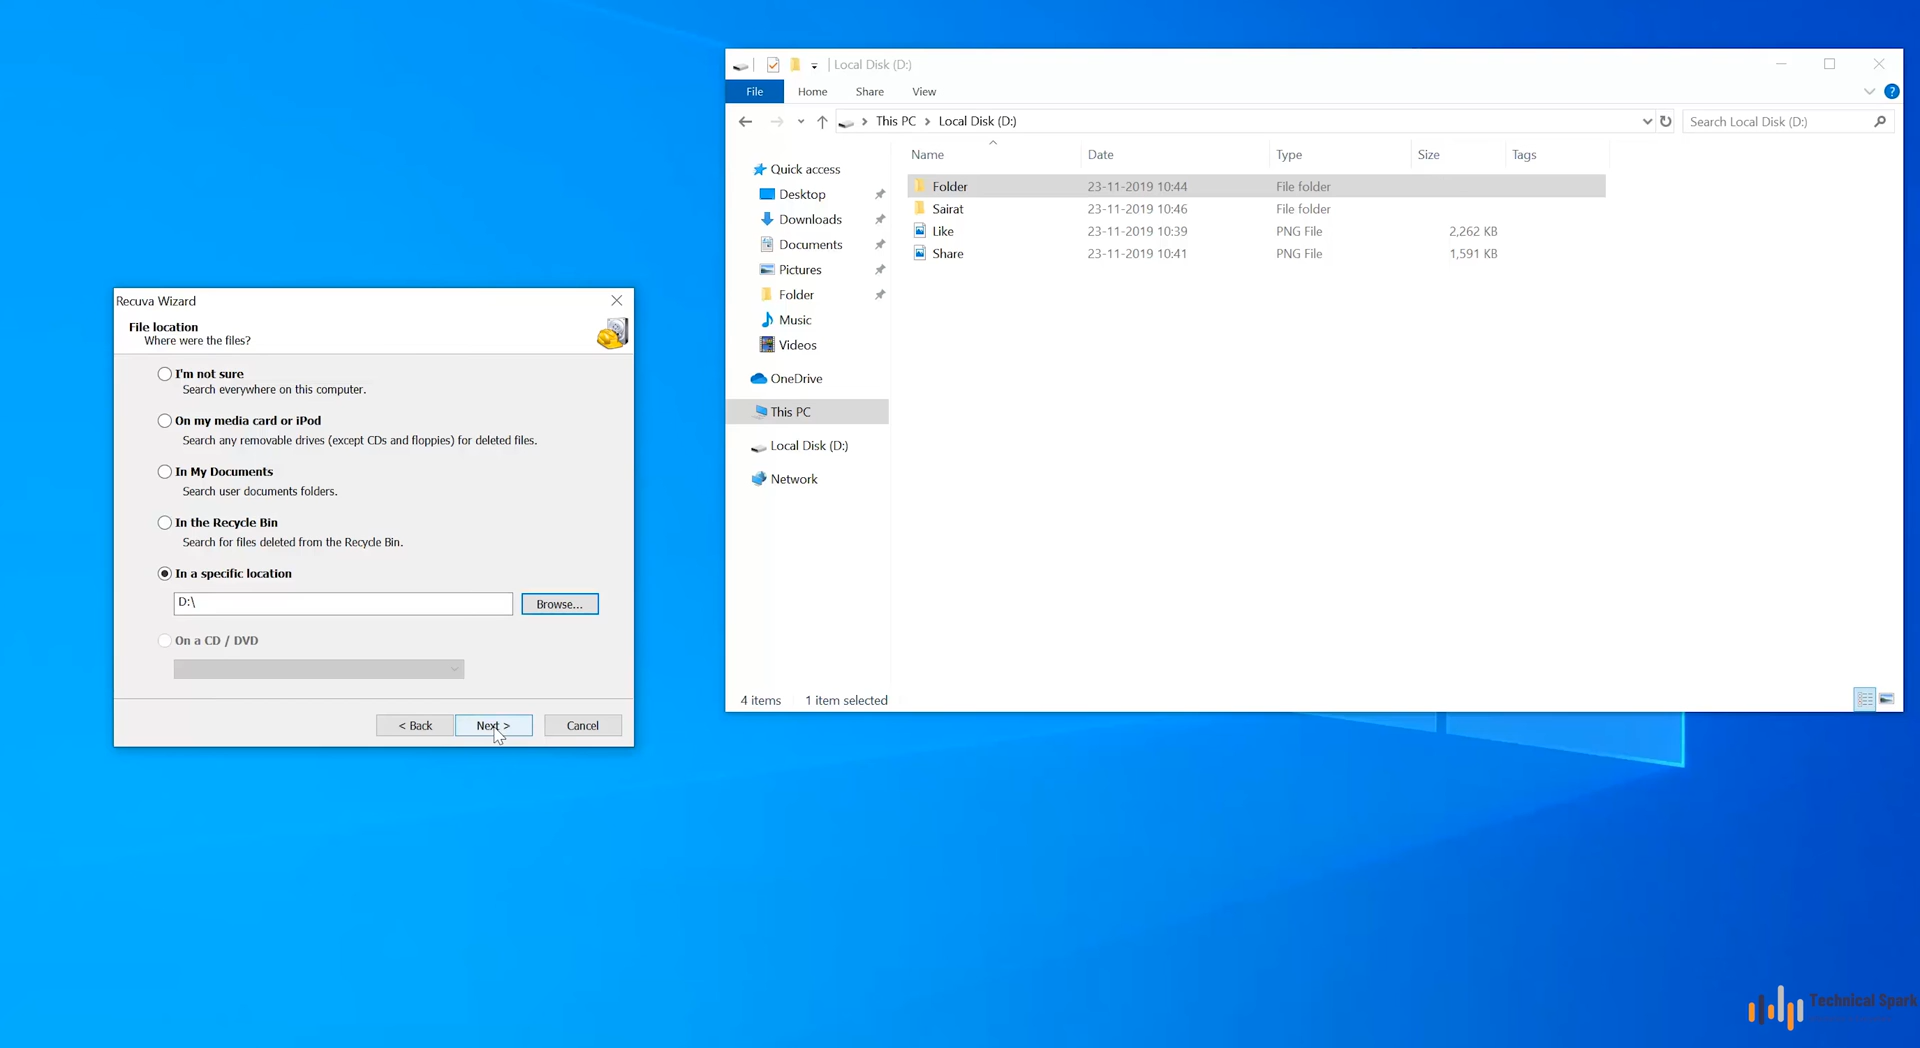 Recuva Wizard
File location
Where were the files?
I'm not sure
Search everywhere on this computer.
On my media card or iPod
Search any removable drives (except CDs and floppies) for deleted files.
In My Documents
Search user documents folders.
In the Recycle Bin
Search for files deleted from the Recycle Bin.
In a specific location
D:\
Browse...
On a CD / DVD
< Back Next > Cancel
Local Disk (D:)
File Home Share View
This PC Local Disk (D:)
Search Local Disk (D:)
Quick access
Desktop
Downloads
Documents
Pictures
Folder
Music
Videos
OneDrive
This PC
Local Disk (D:)
Network
Name Date Type Size Tags
Folder 23-11-2019 10:44 File folder
Sairat 23-11-2019 10:46 File folder
Like 23-11-2019 10:39 PNG File 2,262 KB
Share 23-11-2019 10:41 PNG File 1,591 KB
4 items 1 item selected
Technical Spark